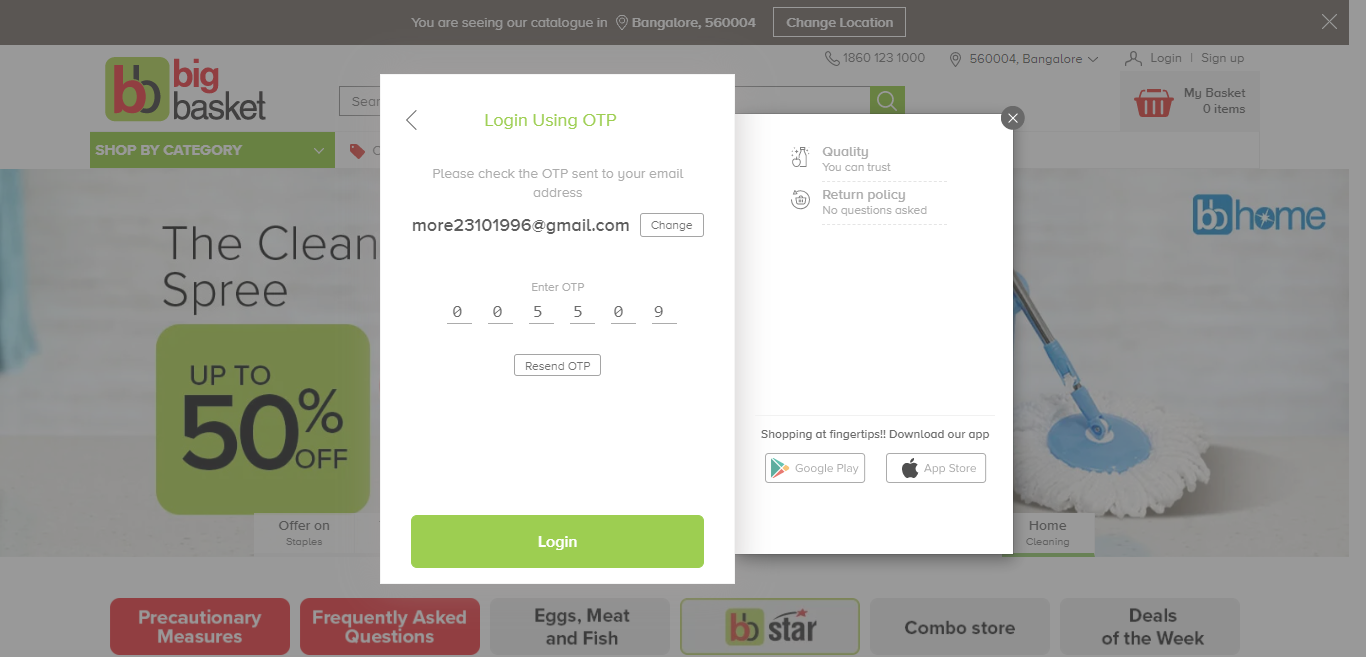 You are seeing our catalogue in Bangalore, 560004 Change Location
1860 123 1000 560004, Bangalore Login | Sign up
big
basket
Sear
My Basket
0 items
SHOP BY CATEGORY
Login Using OTP
Please check the OTP sent to your email
address
more23101996@gmail.com Change
Enter OTP
0 0 5 5 0 9
Resend OTP
Login
Quality
You can trust
Return policy
No questions asked
Shopping at fingertips!! Download our app
Google Play App Store
The Clean
Spree
UP TO
50%
OFF
bb home
Offer on
Staples
Home
Cleaning
Precautionary
Measures
Frequently Asked
Questions
Eggs, Meat
and Fish
bb star
Combo store
Deals
of the Week